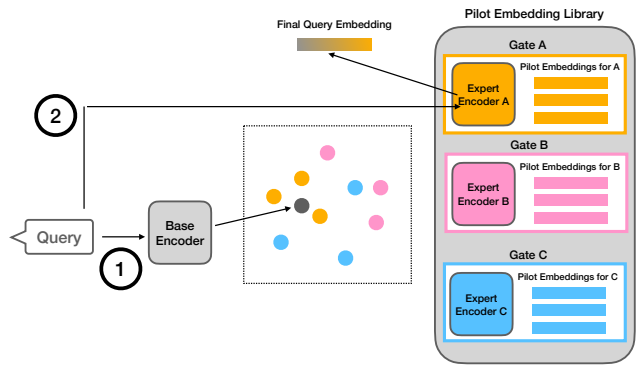 Pilot Embedding Library
Final Query Embedding
Gate A
Pilot Embeddings for A
Expert
Encoder A
2
Gate B
Pilot Embeddings for B
Expert
Encoder B
Query
Base
Encoder
1
Gate C
Pilot Embeddings for C
Expert
Encoder C